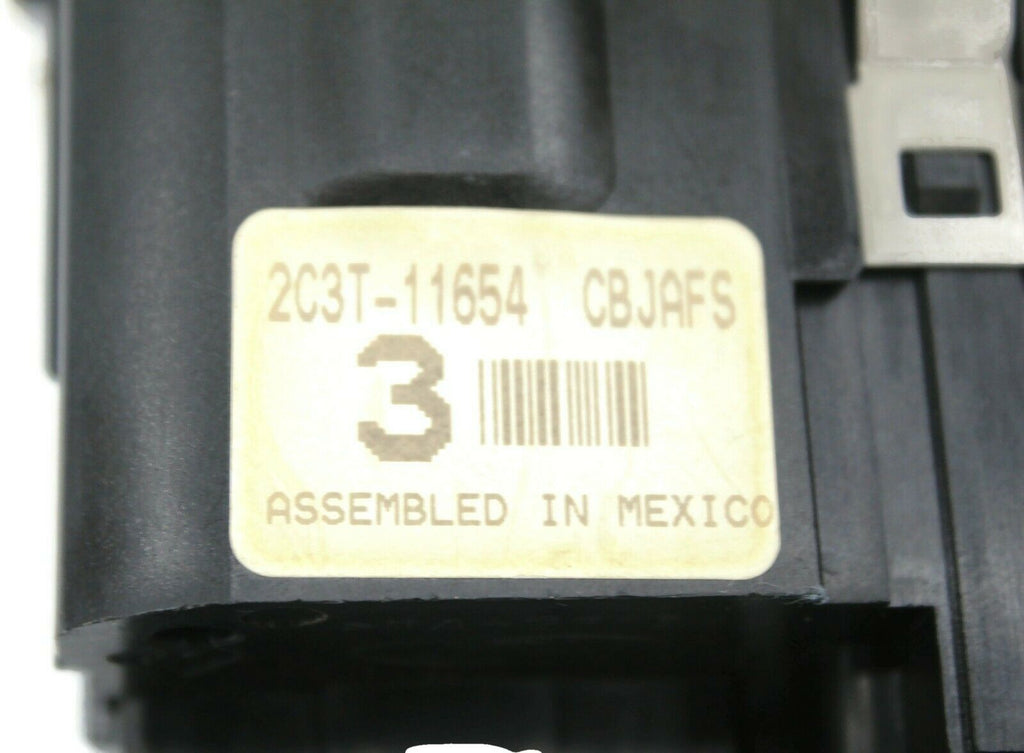 2C3T-11654 CBJAFS
3
ASSEMBLED IN MEXICO